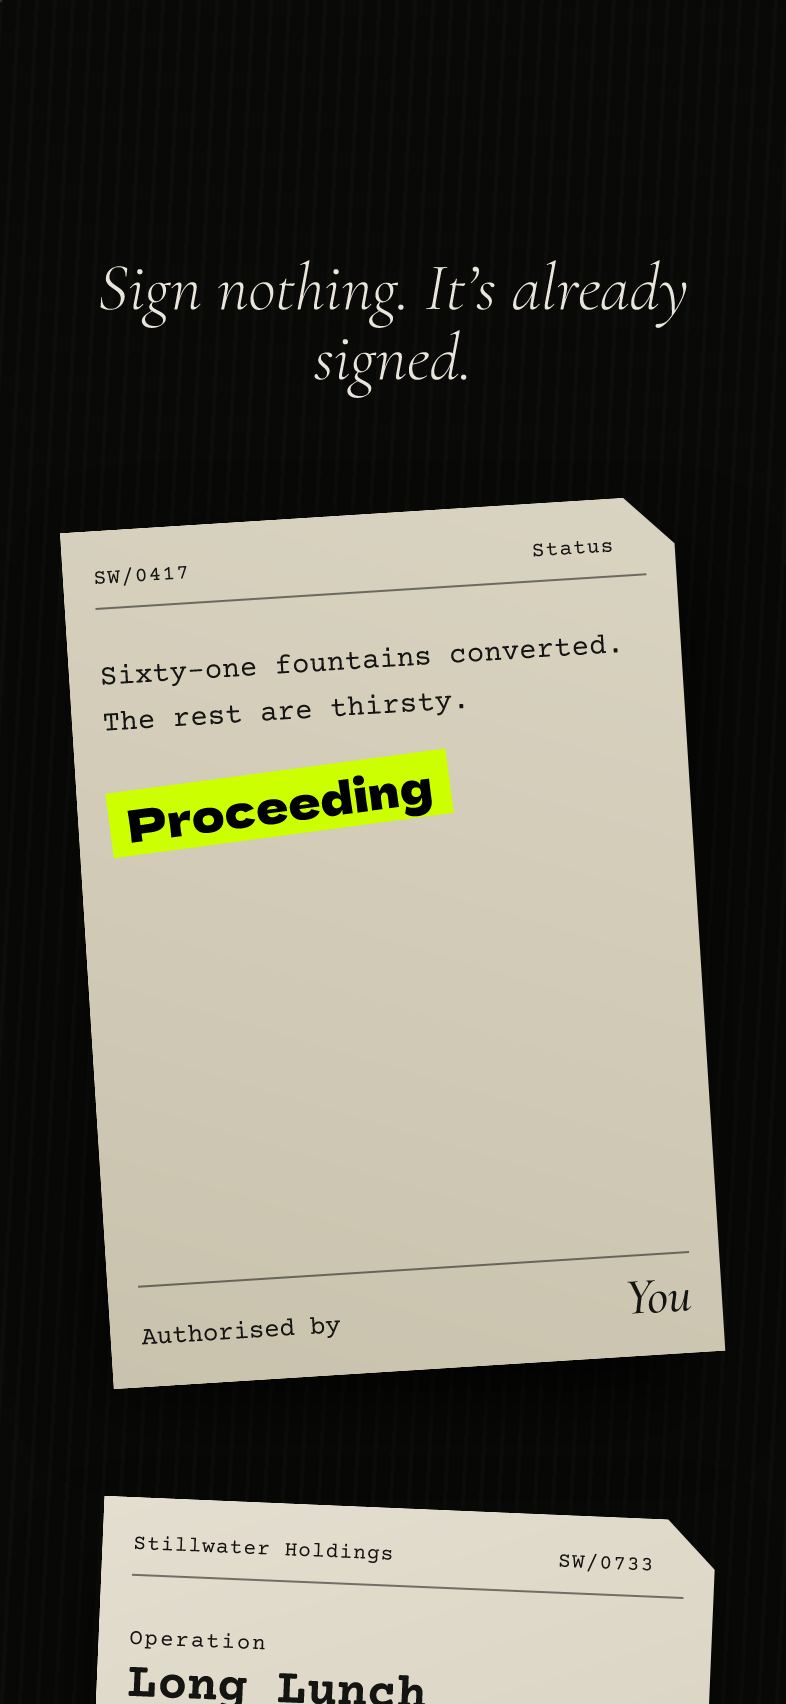 Sign nothing. It’s already
signed.
SW/0417 Status
Sixty-one fountains converted.
The rest are thirsty.
Proceeding
Authorised by You
Stillwater Holdings SW/0733
Operation
Long Lunch